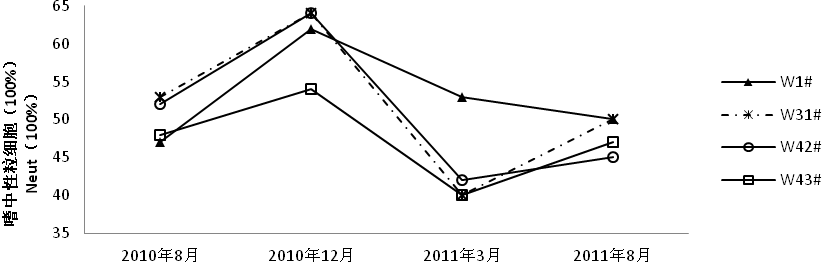 嗜中性粒细胞（100%）
Neut（100%）
65
60
55
50
45
40
35
2010年8月
2010年12月
2011年3月
2011年8月
W1#
W31#
W42#
W43#